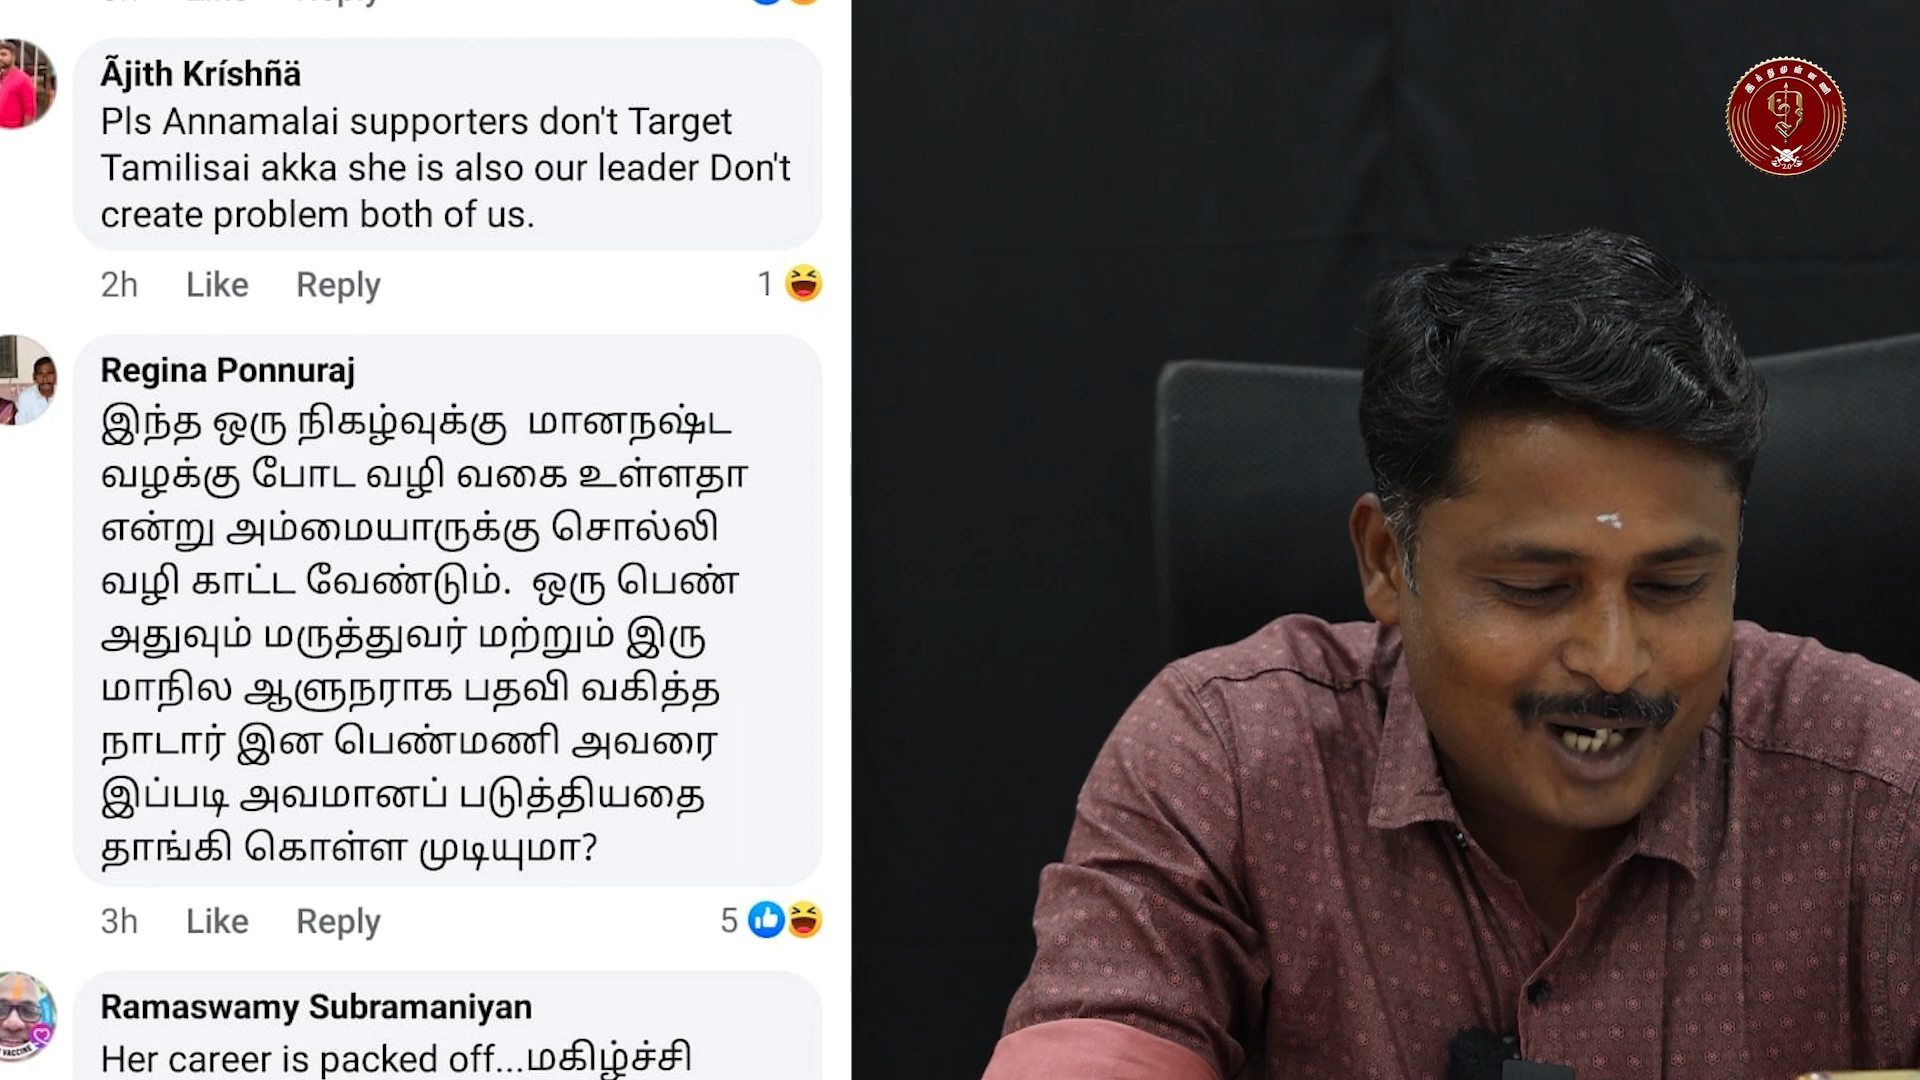 Ãjith Kríshñä
Pls Annamalai supporters don't Target
Tamilisai akka she is also our leader Don't
create problem both of us.
2h Like Reply 1
Regina Ponnuraj
இந்த ஒரு நிகழ்வுக்கு மானநஷ்ட
வழக்கு போட வழி வகை உள்ளதா
என்று அம்மையாருக்கு சொல்லி
வழி காட்ட வேண்டும். ஒரு பெண்
அதுவும் மருத்துவர் மற்றும் இரு
மாநில ஆளுநராக பதவி வகித்த
நாடார் இன பெண்மணி அவரை
இப்படி அவமானப் படுத்தியதை
தாங்கி கொள்ள முடியுமா?
3h Like Reply 5
Ramaswamy Subramaniyan
Her career is packed off...மகிழ்ச்சி